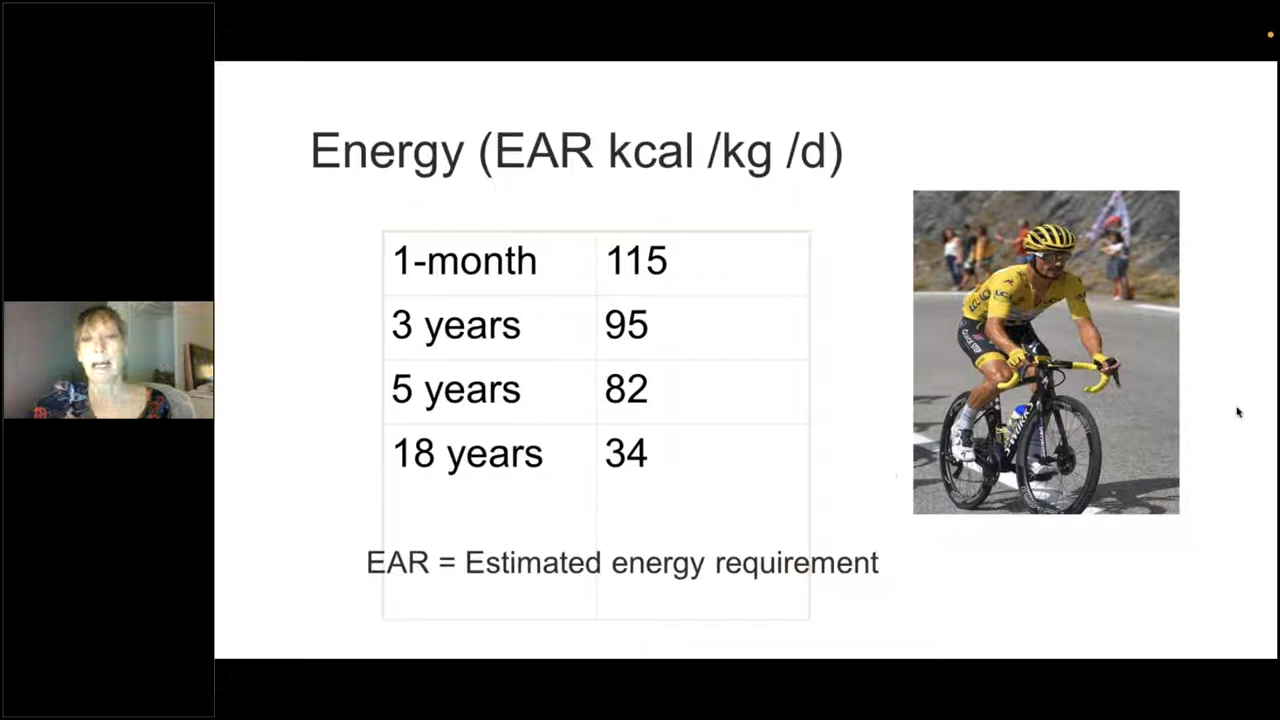 Energy (EAR kcal /kg /d)
1-month 115
3 years 95
5 years 82
18 years 34
EAR = Estimated energy requirement